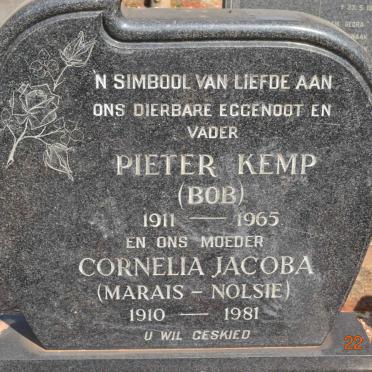 'N SIMBOOL VAN LIEFDE AAN
ONS DIERBARE EGGENOOT EN
VADER
PIETER KEMP
(BOB)
1911 — 1965
EN ONS MOEDER
CORNELIA JACOBA
(MARAIS – NOLSIE)
1910 — 1981
U WIL GESKIED
22